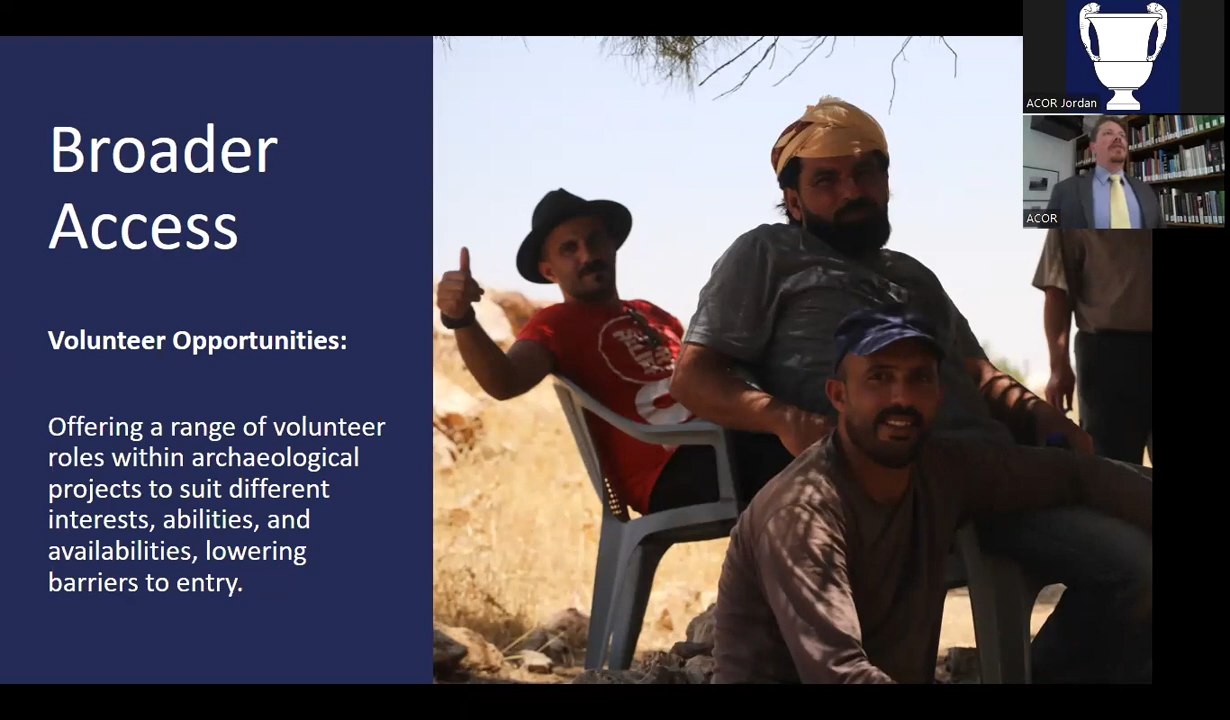 Broader
Access
Volunteer Opportunities:
Offering a range of volunteer
roles within archaeological
projects to suit different
interests, abilities, and
availabilities, lowering
barriers to entry.
ACOR Jordan
ACOR